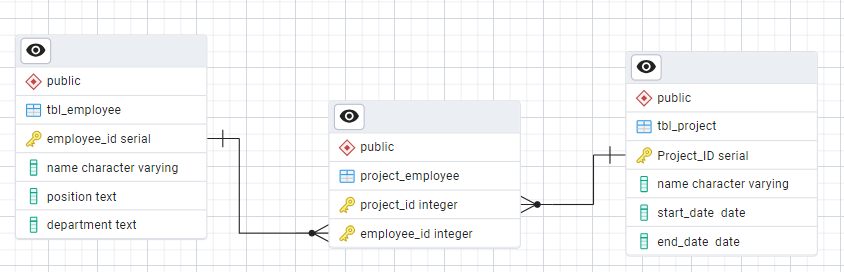 public
tbl_employee
employee_id serial
name character varying
position text
department text
public
project_employee
project_id integer
employee_id integer
public
tbl_project
Project_ID serial
name character varying
start_date date
end_date date